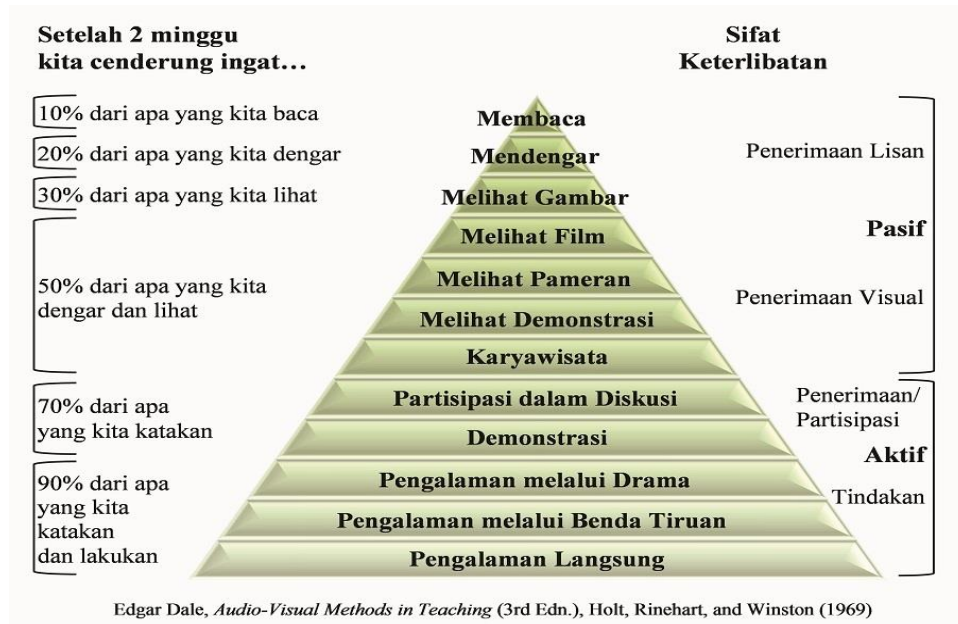 Setelah 2 minggu
kita cenderung ingat...
Sifat
Keterlibatan
10% dari apa yang kita baca
20% dari apa yang kita dengar
30% dari apa yang kita lihat
50% dari apa yang kita
dengar dan lihat
70% dari apa
yang kita katakan
90% dari apa
yang kita
katakan
dan lakukan
Membaca
Mendengar
Melihat Gambar
Melihat Film
Melihat Pameran
Melihat Demonstrasi
Karyawisata
Partisipasi dalam Diskusi
Demonstrasi
Pengalaman melalui Drama
Pengalaman melalui Benda Tiruan
Pengalaman Langsung
Penerimaan Lisan
Pasif
Penerimaan Visual
Penerimaan/
Partisipasi
Aktif
Tindakan
Edgar Dale, Audio-Visual Methods in Teaching (3rd Edn.), Holt, Rinehart, and Winston (1969)